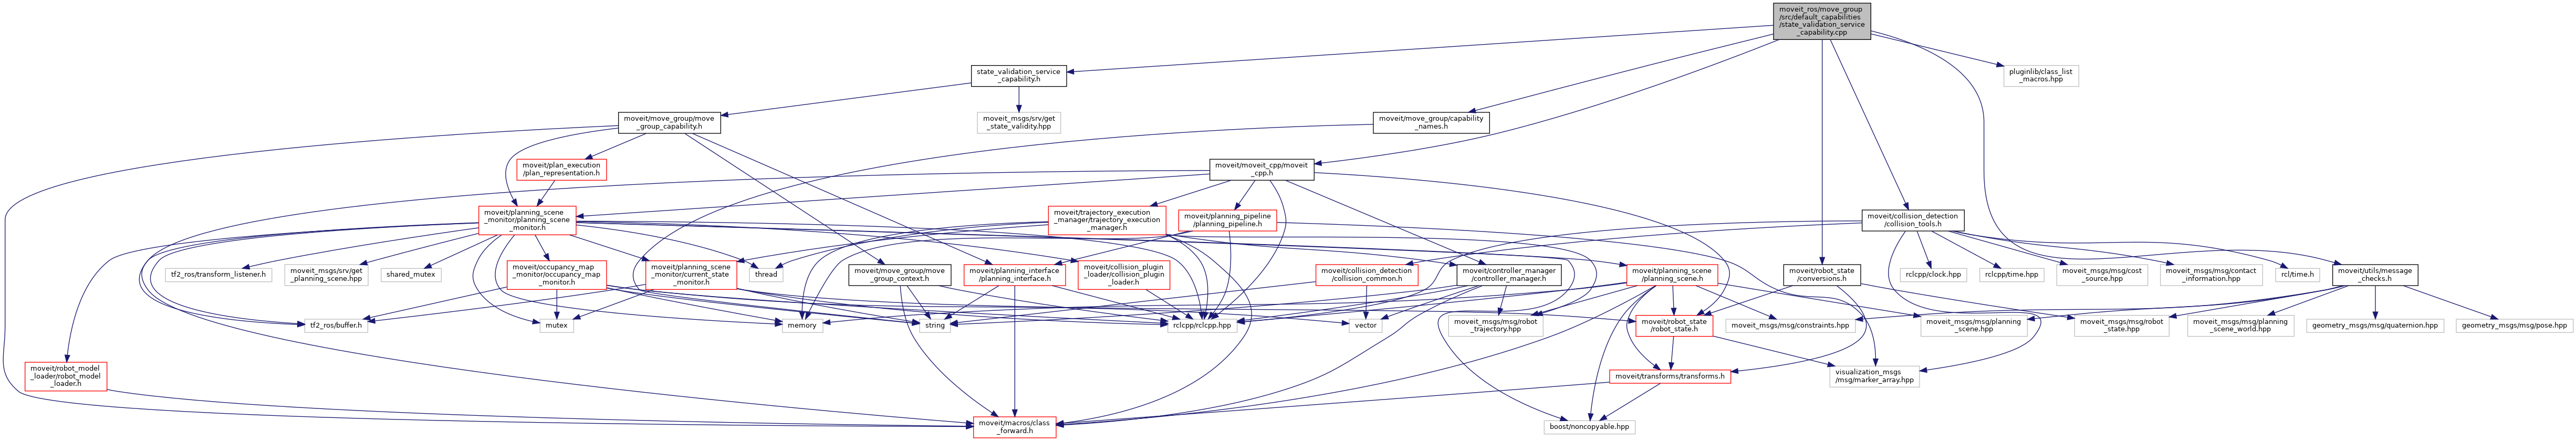 moveit_ros/move_group
/src/default_capabilities
/state_validation_service
_capability.cpp
state_validation_service
_capability.h
pluginlib/class_list
_macros.hpp
moveit/move_group/move
_group_capability.h
moveit_msgs/srv/get
_state_validity.hpp
moveit/move_group/capability
_names.h
moveit/plan_execution
/plan_representation.h
moveit/moveit_cpp/moveit
_cpp.h
moveit/planning_scene
_monitor/planning_scene
_monitor.h
moveit/trajectory_execution
_manager/trajectory_execution
_manager.h
moveit/planning_pipeline
/planning_pipeline.h
moveit/collision_detection
/collision_tools.h
tf2_ros/transform_listener.h
moveit_msgs/srv/get
_planning_scene.hpp
shared_mutex
moveit/occupancy_map
_monitor/occupancy_map
_monitor.h
moveit/planning_scene
_monitor/current_state
_monitor.h
thread
moveit/move_group/move
_group_context.h
moveit/planning_interface
/planning_interface.h
moveit/collision_plugin
_loader/collision_plugin
_loader.h
moveit/collision_detection
/collision_common.h
moveit/controller_manager
/controller_manager.h
moveit/planning_scene
/planning_scene.h
moveit/robot_state
/conversions.h
rclcpp/clock.hpp
rclcpp/time.hpp
moveit_msgs/msg/cost
_source.hpp
moveit_msgs/msg/contact
_information.hpp
rcl/time.h
moveit/utils/message
_checks.h
tf2_ros/buffer.h
mutex
memory
string
rclcpp/rclcpp.hpp
vector
moveit_msgs/msg/robot
_trajectory.hpp
moveit/robot_state
/robot_state.h
moveit_msgs/msg/constraints.hpp
moveit_msgs/msg/planning
_scene.hpp
moveit_msgs/msg/robot
_state.hpp
moveit_msgs/msg/planning
_scene_world.hpp
geometry_msgs/msg/quaternion.hpp
geometry_msgs/msg/pose.hpp
moveit/robot_model
_loader/robot_model
_loader.h
moveit/transforms/transforms.h
visualization_msgs
/msg/marker_array.hpp
moveit/macros/class
_forward.h
boost/noncopyable.hpp